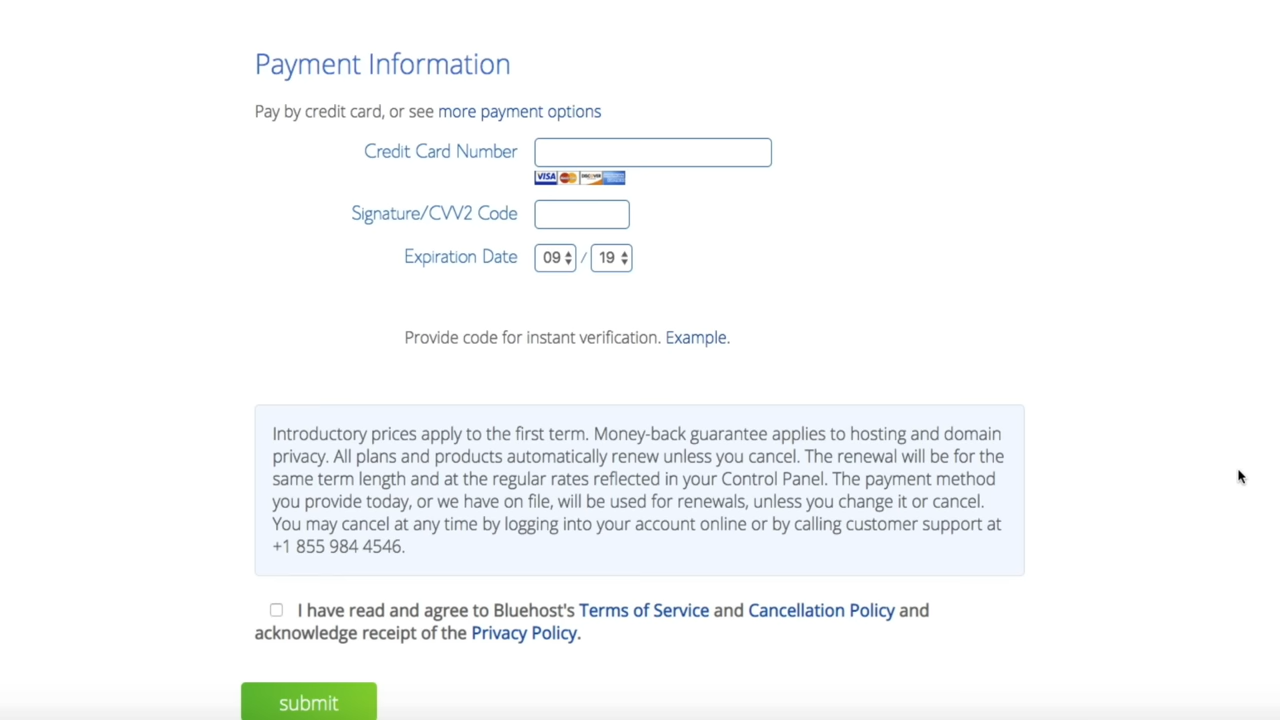 Payment Information
Pay by credit card, or see more payment options
Credit Card Number
VISA MasterCard DISCOVER
Signature/CVV2 Code
Expiration Date 09 / 19
Provide code for instant verification. Example.
Introductory prices apply to the first term. Money-back guarantee applies to hosting and domain
privacy. All plans and products automatically renew unless you cancel. The renewal will be for the
same term length and at the regular rates reflected in your Control Panel. The payment method
you provide today, or we have on file, will be used for renewals, unless you change it or cancel.
You may cancel at any time by logging into your account online or by calling customer support at
+1 855 984 4546.
I have read and agree to Bluehost's Terms of Service and Cancellation Policy and
acknowledge receipt of the Privacy Policy.
submit